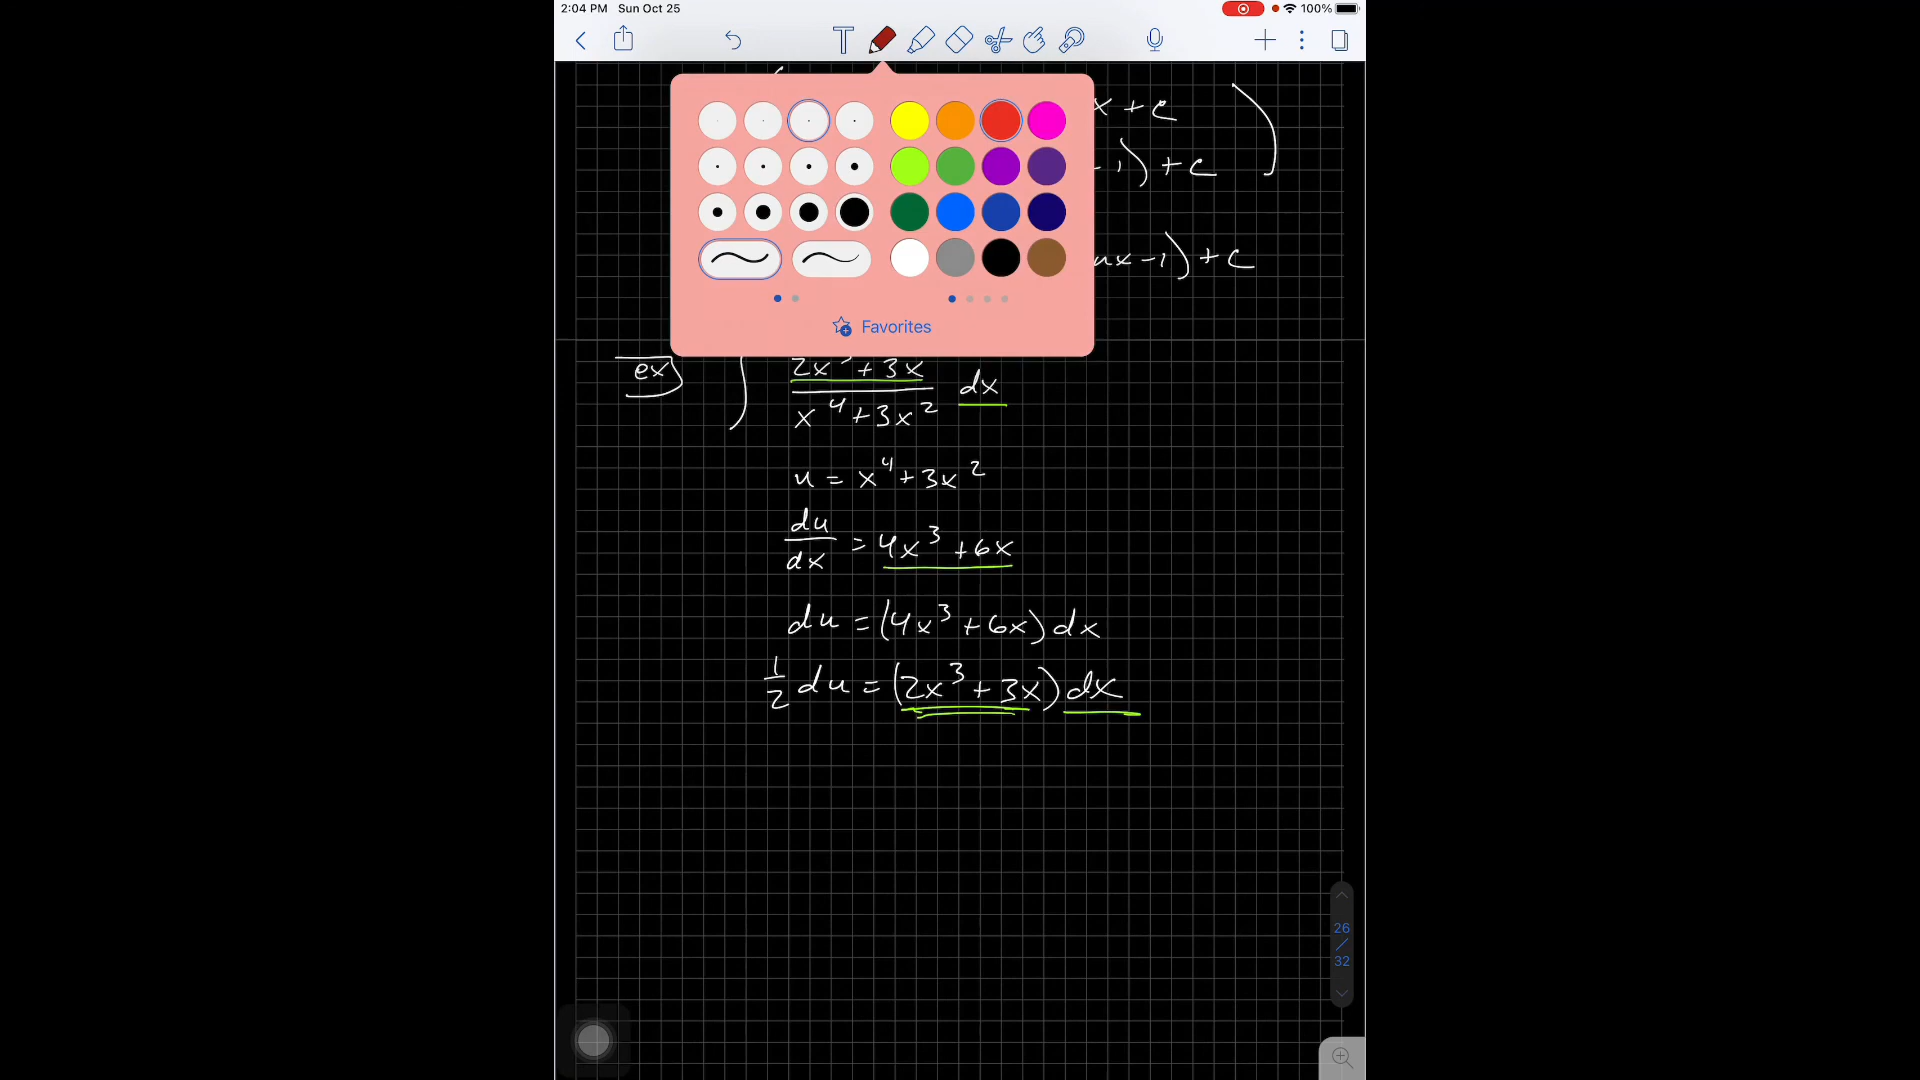 2:04 PM Sun Oct 25 100%
T
x + c
-1) + c
x - 1) + c
Favorites
ex) ∫ 2x³ + 3x / x⁴ + 3x² dx
u = x⁴ + 3x²
du/dx = 4x³ + 6x
du = (4x³ + 6x) dx
1/2 du = (2x³ + 3x) dx
26
/
32